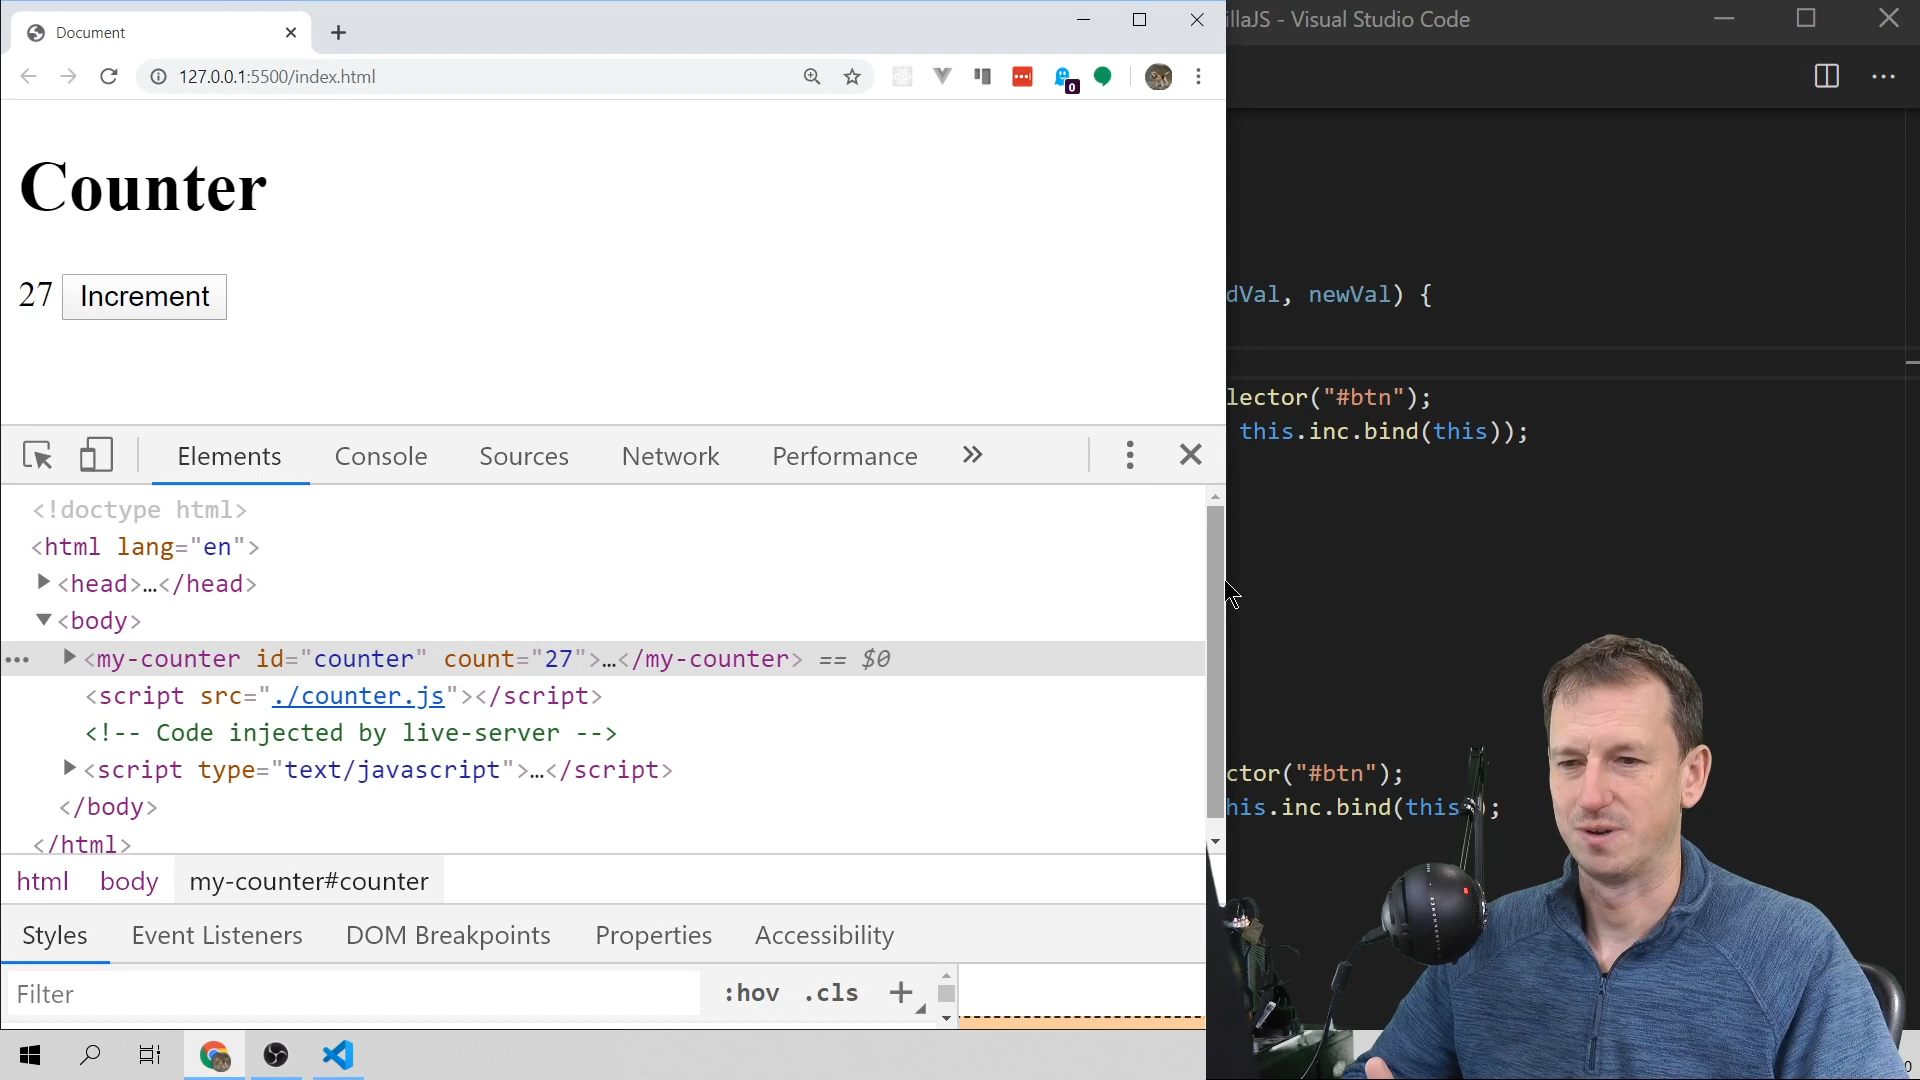 Document
illaJS - Visual Studio Code
127.0.0.1:5500/index.html
0
Counter
27 Increment
dVal, newVal) {
lector("#btn");
this.inc.bind(this));
Elements Console Sources Network Performance »
<!doctype html>
<html lang="en">
<head>…</head>
<body>
<my-counter id="counter" count="27">…</my-counter> == $0
<script src="./counter.js"></script>
<!-- Code injected by live-server -->
<script type="text/javascript">…</script>
</body>
</html>
ctor("#btn");
his.inc.bind(this);
html body my-counter#counter
Styles Event Listeners DOM Breakpoints Properties Accessibility
Filter :hov .cls +